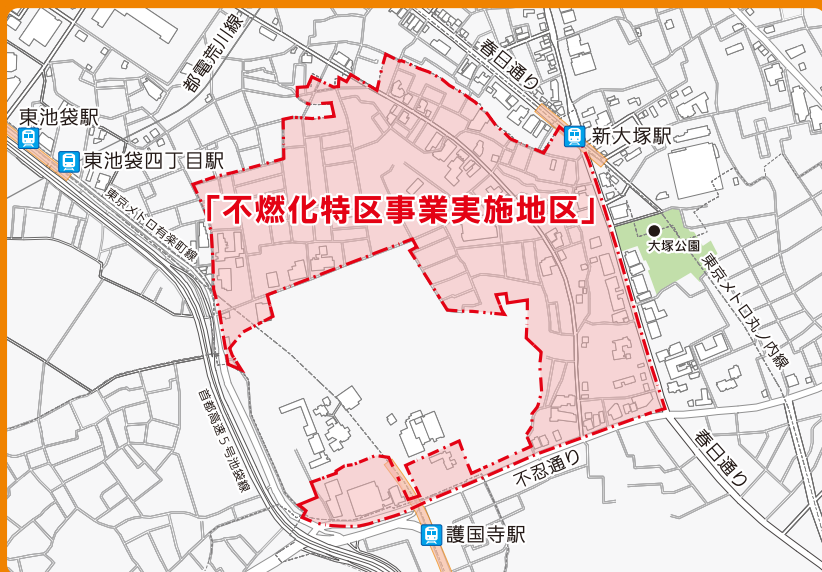 都電荒川線
春日通り
東池袋駅
新大塚駅
東池袋四丁目駅
東京メトロ有楽町線
「不燃化特区事業実施地区」
大塚公園
東京メトロ丸ノ内線
首都高速5号池袋線
春日通り
不忍通り
護国寺駅